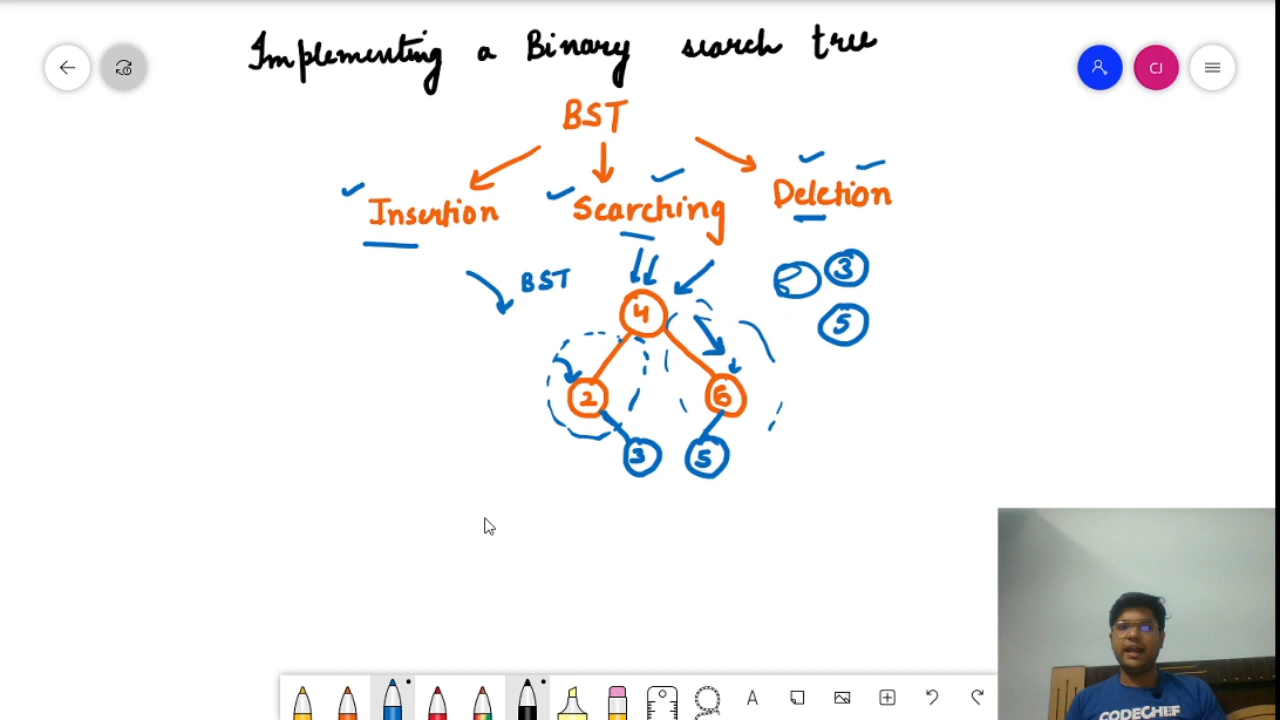 Implementing a Binary search tree
CJ
BST
Insertion Searching Deletion
BST
3
4
5
2 6
3 5
A
CODECHEF